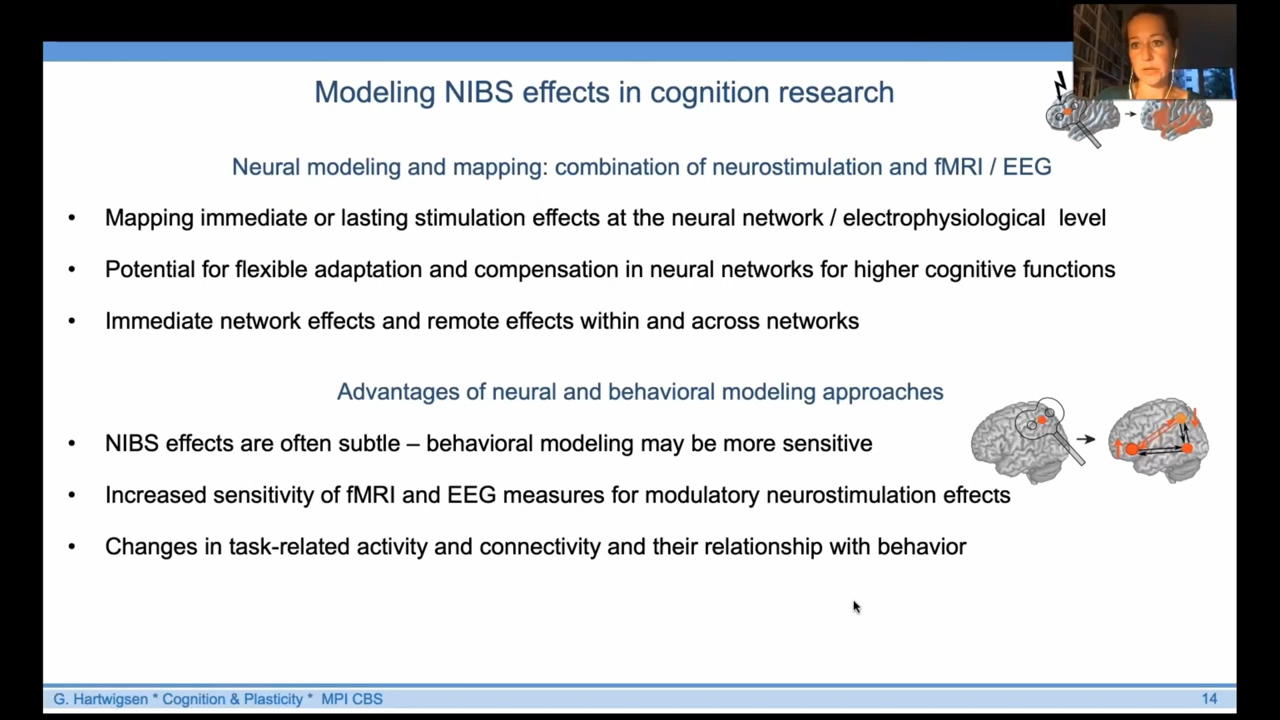 Modeling NIBS effects in cognition research
Neural modeling and mapping: combination of neurostimulation and fMRI / EEG
• Mapping immediate or lasting stimulation effects at the neural network / electrophysiological level
• Potential for flexible adaptation and compensation in neural networks for higher cognitive functions
• Immediate network effects and remote effects within and across networks
Advantages of neural and behavioral modeling approaches
• NIBS effects are often subtle – behavioral modeling may be more sensitive
• Increased sensitivity of fMRI and EEG measures for modulatory neurostimulation effects
• Changes in task-related activity and connectivity and their relationship with behavior
G. Hartwigsen * Cognition & Plasticity * MPI CBS
14